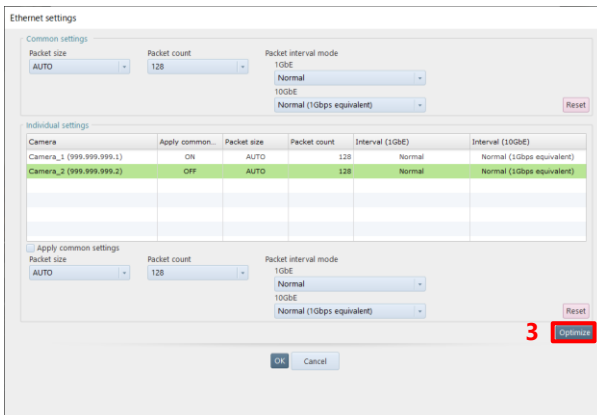 Ethernet settings
Common settings
Packet size Packet count Packet interval mode
1GbE
AUTO 128 Normal
10GbE
Normal (1Gbps equivalent) Reset
Individual settings
Camera Apply common... Packet size Packet count Interval (1GbE) Interval (10GbE)
Camera_1 (999.999.999.1) ON AUTO 128 Normal Normal (1Gbps equivalent)
Camera_2 (999.999.999.2) OFF AUTO 128 Normal Normal (1Gbps equivalent)
Apply common settings
Packet size Packet count Packet interval mode
1GbE
AUTO 128 Normal
10GbE
Normal (1Gbps equivalent) Reset
3 Optimize
OK Cancel